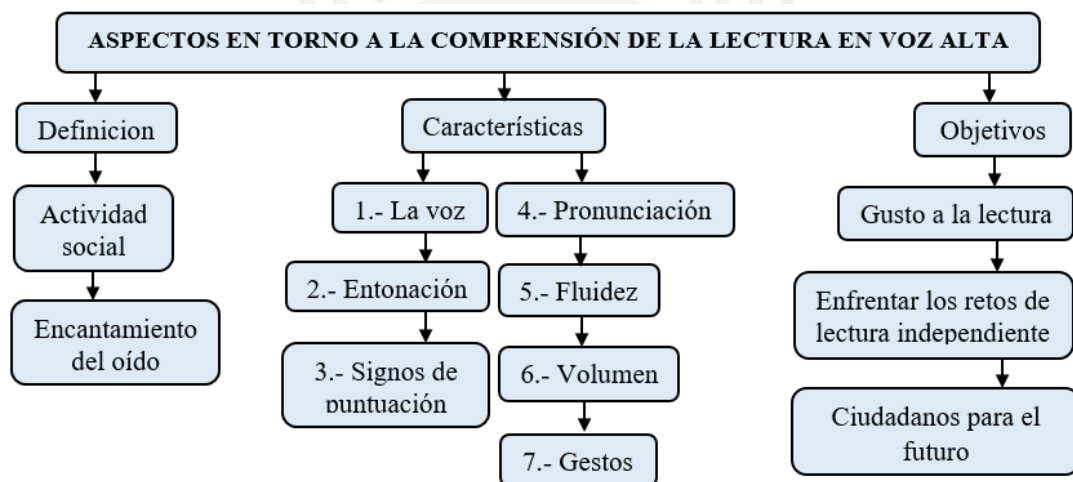 ASPECTOS EN TORNO A LA COMPRENSIÓN DE LA LECTURA EN VOZ ALTA
Definicion
Actividad
social
Encantamiento
del oído
Características
1.- La voz
2.- Entonación
3.- Signos de
puntuación
4.- Pronunciación
5.- Fluidez
6.- Volumen
7.- Gestos
Objetivos
Gusto a la lectura
Enfrentar los retos de
lectura independiente
Ciudadanos para el
futuro